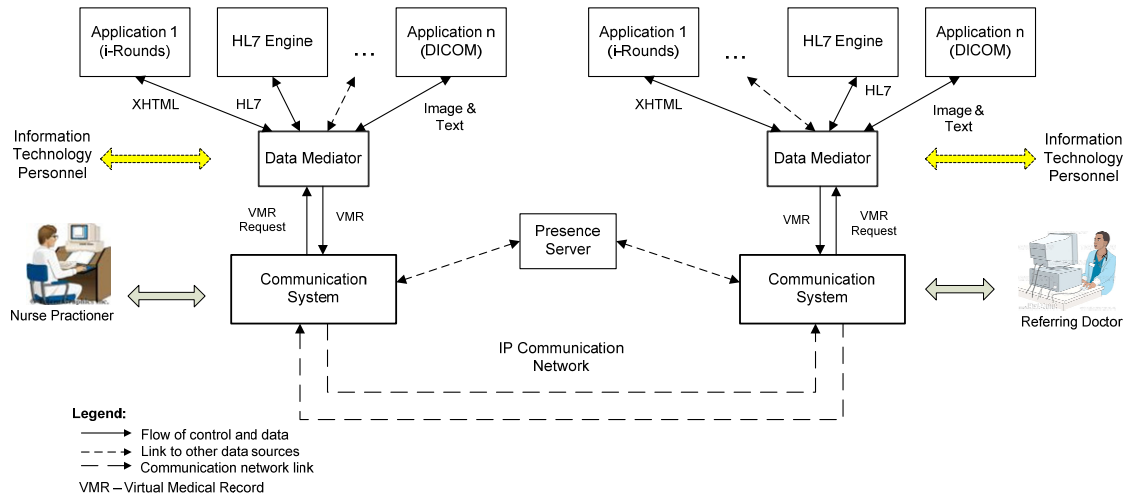 Application 1
(i-Rounds)
HL7 Engine
...
Application n
(DICOM)
Application 1
(i-Rounds)
...
HL7 Engine
Application n
(DICOM)
XHTML
HL7
Image &
Text
XHTML
HL7
Image &
Text
Information
Technology
Personnel
Data Mediator
Data Mediator
Information
Technology
Personnel
VMR
Request
VMR
VMR
VMR
Request
Presence
Server
Communication
System
Communication
System
Nurse Practioner
Referring Doctor
IP Communication
Network
Legend:
Flow of control and data
Link to other data sources
Communication network link
VMR – Virtual Medical Record